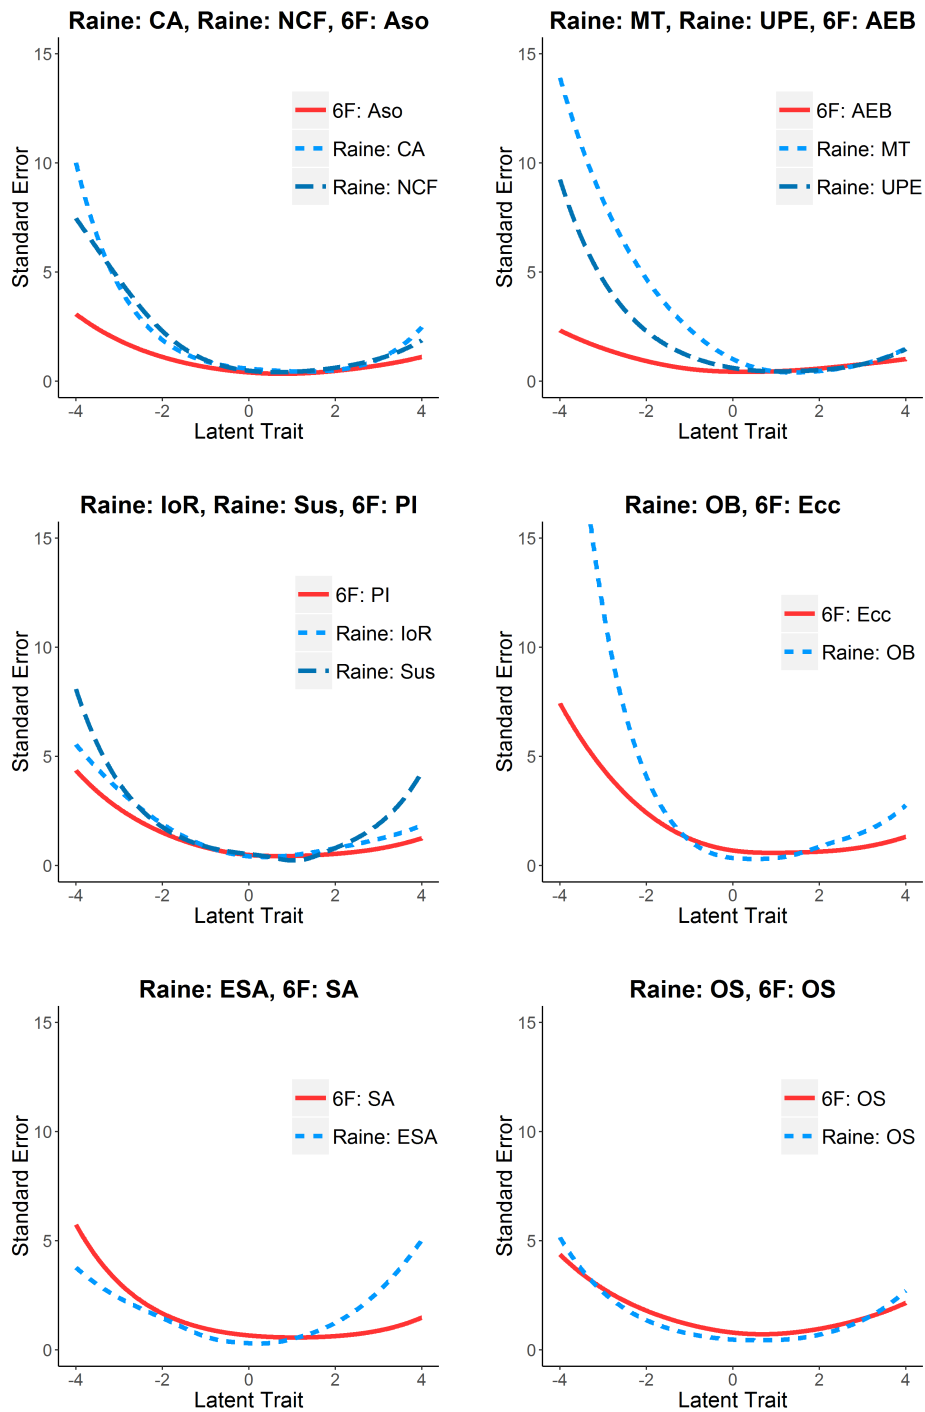 Raine: CA, Raine: NCF, 6F: Aso
15
10
5
0
Standard Error
6F: Aso
Raine: CA
Raine: NCF
-4 -2 0 2 4
Latent Trait
Raine: MT, Raine: UPE, 6F: AEB
15
10
5
0
Standard Error
6F: AEB
Raine: MT
Raine: UPE
-4 -2 0 2 4
Latent Trait
Raine: IoR, Raine: Sus, 6F: PI
15
10
5
0
Standard Error
6F: PI
Raine: IoR
Raine: Sus
-4 -2 0 2 4
Latent Trait
Raine: OB, 6F: Ecc
15
10
5
0
Standard Error
6F: Ecc
Raine: OB
-4 -2 0 2 4
Latent Trait
Raine: ESA, 6F: SA
15
10
5
0
Standard Error
6F: SA
Raine: ESA
-4 -2 0 2 4
Latent Trait
Raine: OS, 6F: OS
15
10
5
0
Standard Error
6F: OS
Raine: OS
-4 -2 0 2 4
Latent Trait